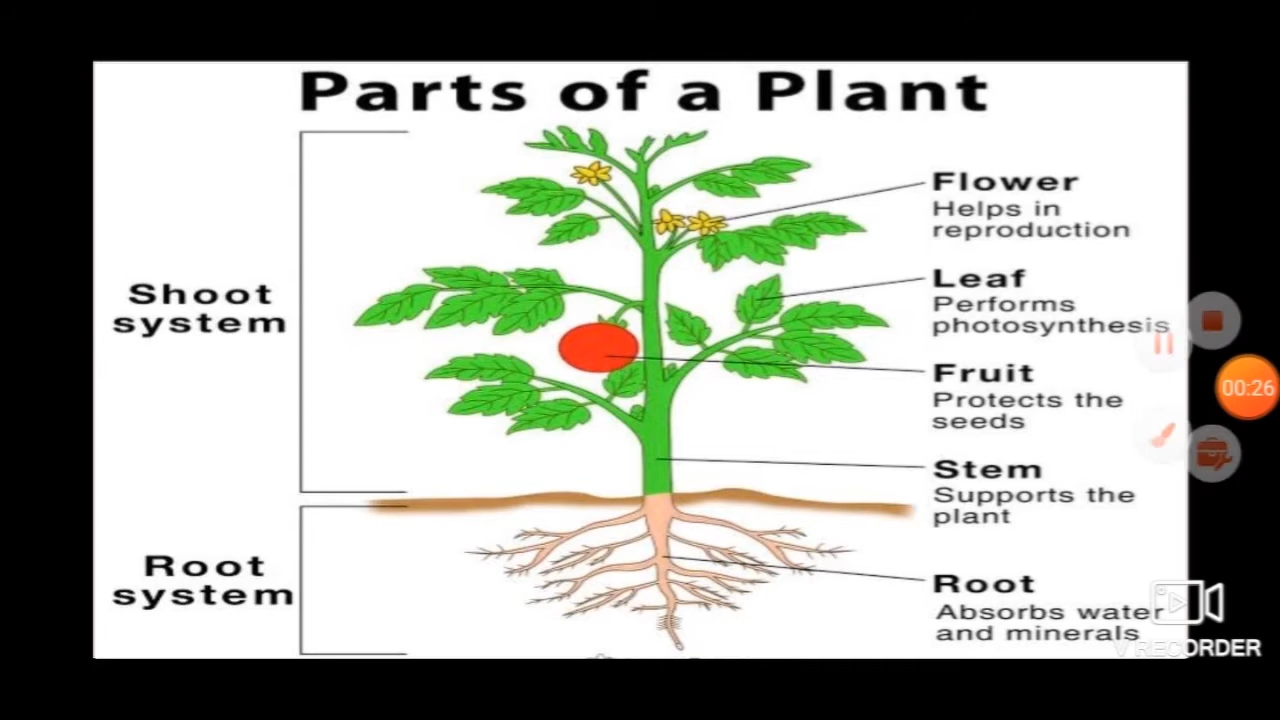 Parts of a Plant
Shoot
system
Flower
Helps in
reproduction
Leaf
Performs
photosynthesis
Fruit
Protects the
seeds
Stem
Supports the
plant
Root
system
Root
Absorbs water
and minerals
00:26
V RECORDER